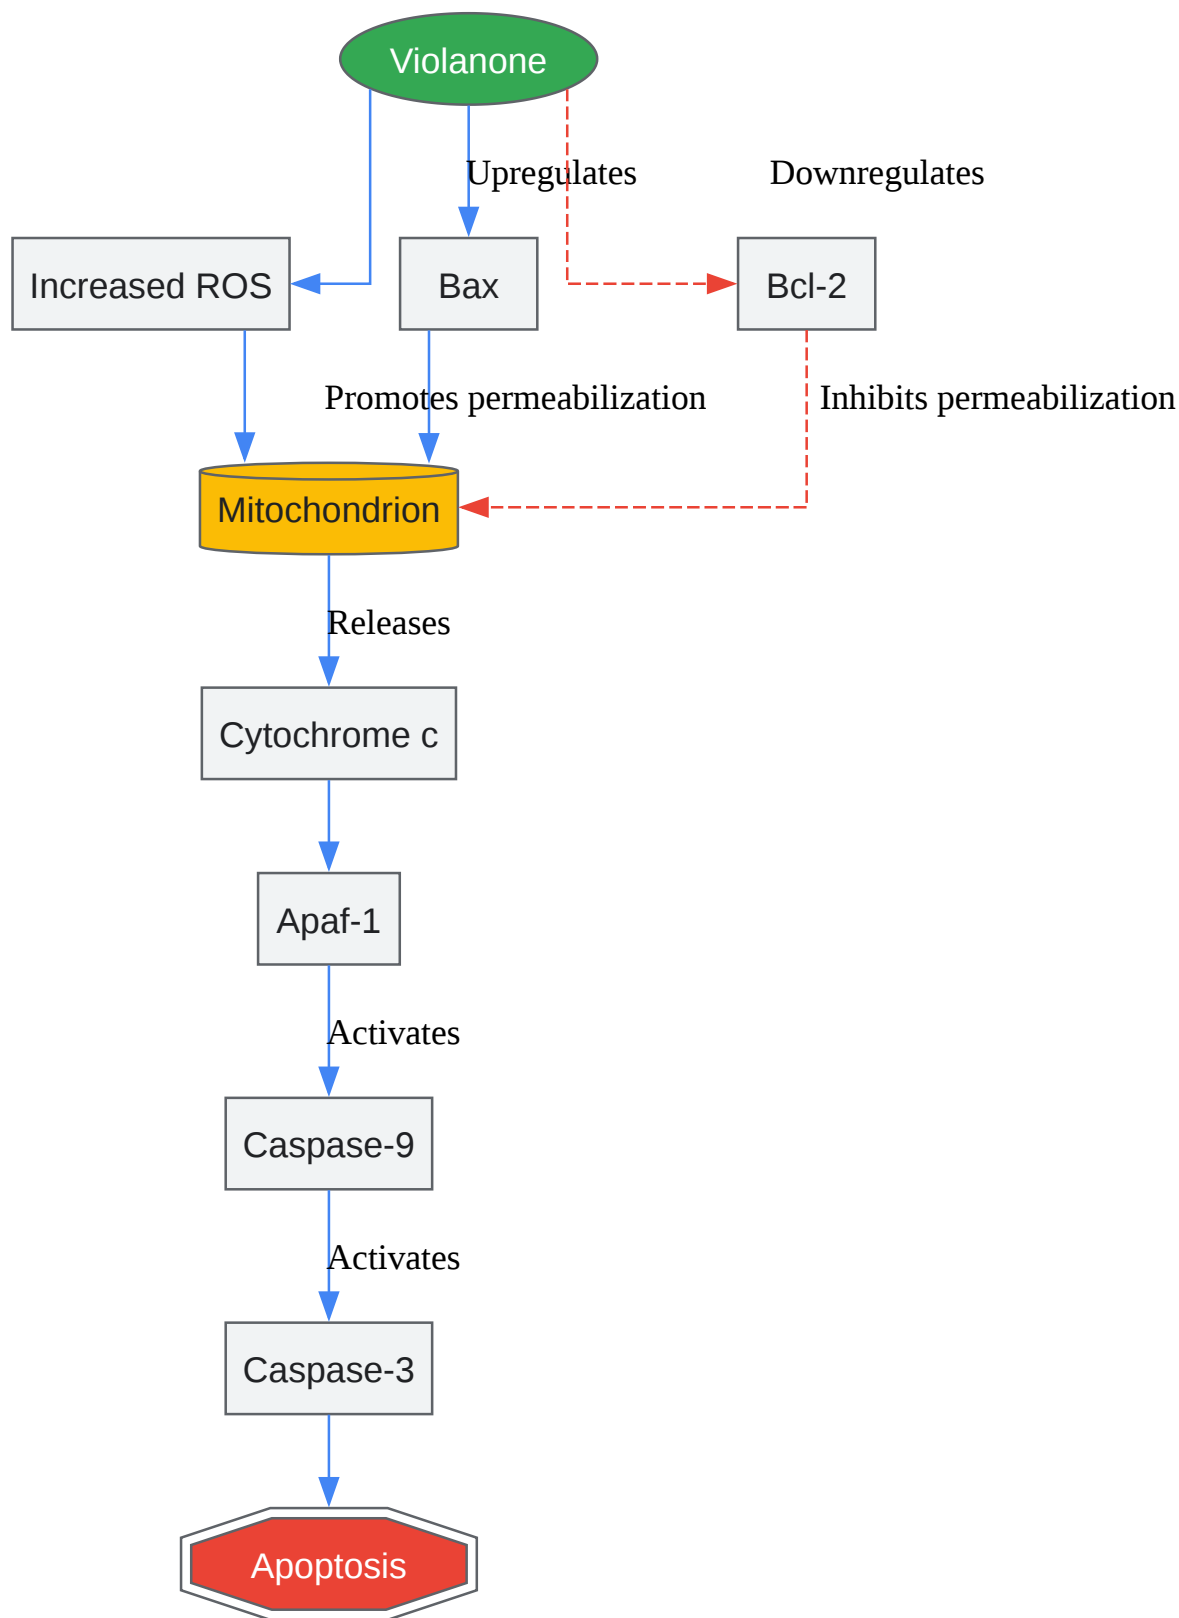 Violanone
Upregulates
Downregulates
Increased ROS
Bax
Bcl-2
Promotes permeabilization
Inhibits permeabilization
Mitochondrion
Releases
Cytochrome c
Apaf-1
Activates
Caspase-9
Activates
Caspase-3
Apoptosis